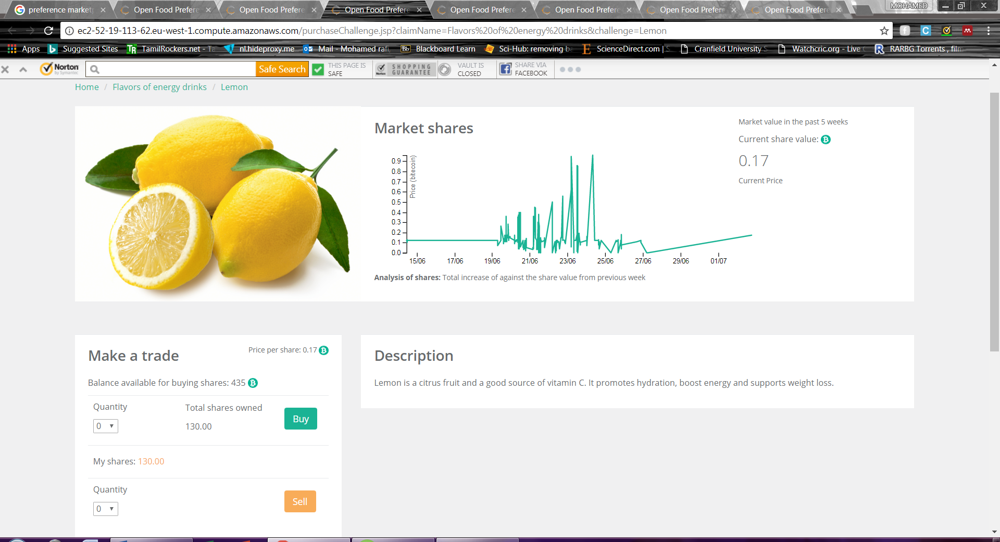 preference market
Open Food Prefere
Open Food Prefere
Open Food Prefere
Open Food Prefere
Open Food Prefere
Open Food Prefere
Open Food Prefere
MOHAMED
ec2-52-19-113-62.eu-west-1.compute.amazonaws.com/purchaseChallenge.jsp?claimName=Flavors%20of%20energy%20drinks&challenge=Lemon
Apps
Suggested Sites
TamilRockers.net - Ta
nl.hideproxy.me
Mail - Mohamed rafi
Blackboard Learn
Sci-Hub: removing ba
ScienceDirect.com | S
Cranfield University S
Watchcric.org - Live
RARBG Torrents , film
Norton
by Symantec
Safe Search
THIS PAGE IS
SAFE
Norton
SHOPPING
GUARANTEE
VAULT IS
CLOSED
SHARE VIA
FACEBOOK
Home / Flavors of energy drinks / Lemon
Market shares
Market value in the past 5 weeks
Current share value:
0.17
Current Price
Price (bitecoin)
0.9
0.8
0.7
0.6
0.5
0.4
0.3
0.2
0.1
0.0
15/06 17/06 19/06 21/06 23/06 25/06 27/06 29/06 01/07
Analysis of shares: Total increase of against the share value from previous week
Make a trade
Price per share: 0.17
Balance available for buying shares: 435
Quantity
Total shares owned
0
130.00
Buy
My shares: 130.00
Quantity
0
Sell
Description
Lemon is a citrus fruit and a good source of vitamin C. It promotes hydration, boost energy and supports weight loss.